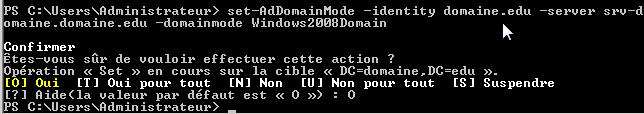 PS C:\Users\Administrateur> set-AdDomainMode -identity domaine.edu -server srv-d
omaine.domaine.edu -domainmode Windows2008Domain
Confirmer
Êtes-vous sûr de vouloir effectuer cette action ?
Opération « Set » en cours sur la cible « DC=domaine,DC=edu ».
[O] Oui  [T] Oui pour tout  [N] Non  [U] Non pour tout  [S] Suspendre
[?] Aide(la valeur par défaut est « O ») : O
PS C:\Users\Administrateur> _